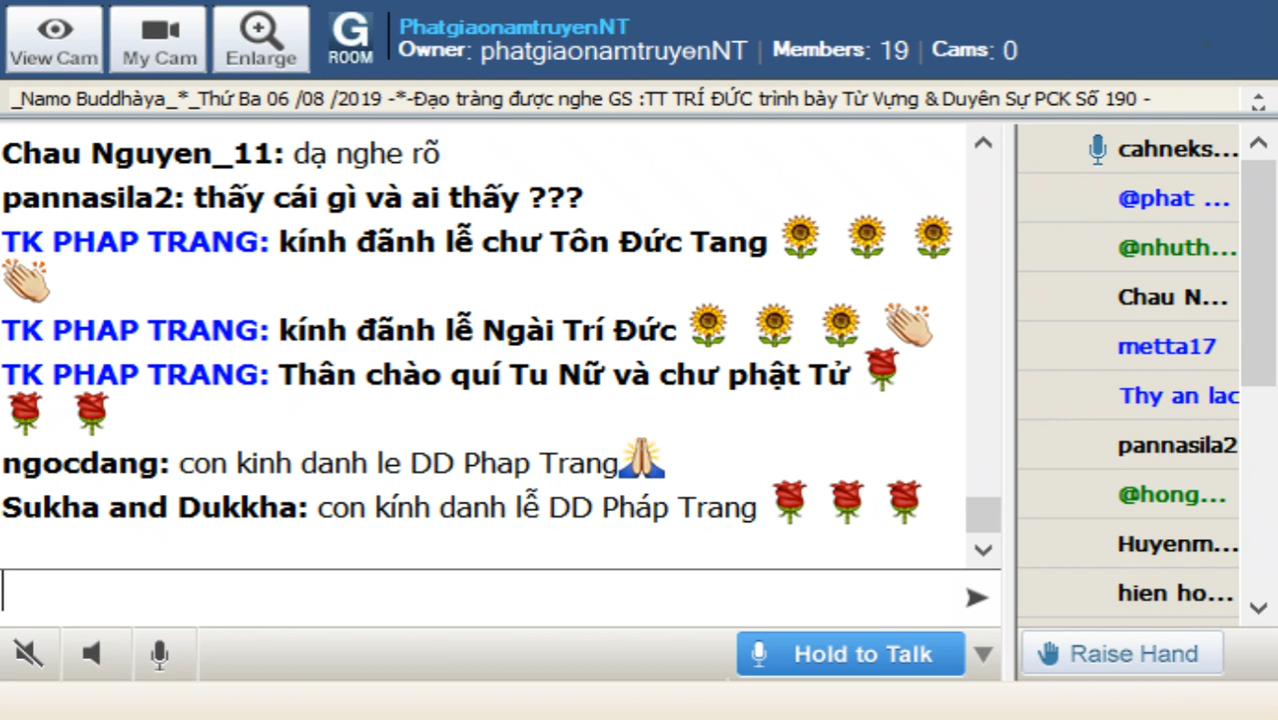 PhatgiaonamtruyenNT
View Cam My Cam Enlarge G ROOM Owner: phatgiaonamtruyenNT | Members: 19 | Cams: 0
_Namo Buddhàya_*_Thứ Ba 06 /08 /2019 -*-Đạo tràng được nghe GS :TT TRÍ ĐỨC trình bày Từ Vựng & Duyên Sự PCK Số 190 -
Chau Nguyen_11: dạ nghe rõ
pannasila2: thấy cái gì và ai thấy ???
TK PHAP TRANG: kính đãnh lễ chư Tôn Đức Tang
TK PHAP TRANG: kính đãnh lễ Ngài Trí Đức
TK PHAP TRANG: Thân chào quí Tu Nữ và chư phật Tử
ngocdang: con kinh danh le DD Phap Trang
Sukha and Dukkha: con kính danh lễ DD Pháp Trang
cahneks...
@phat ...
@nhuth...
Chau N...
metta17
Thy an lac
pannasila2
@hong...
Huyenm...
hien ho...
Hold to Talk
Raise Hand